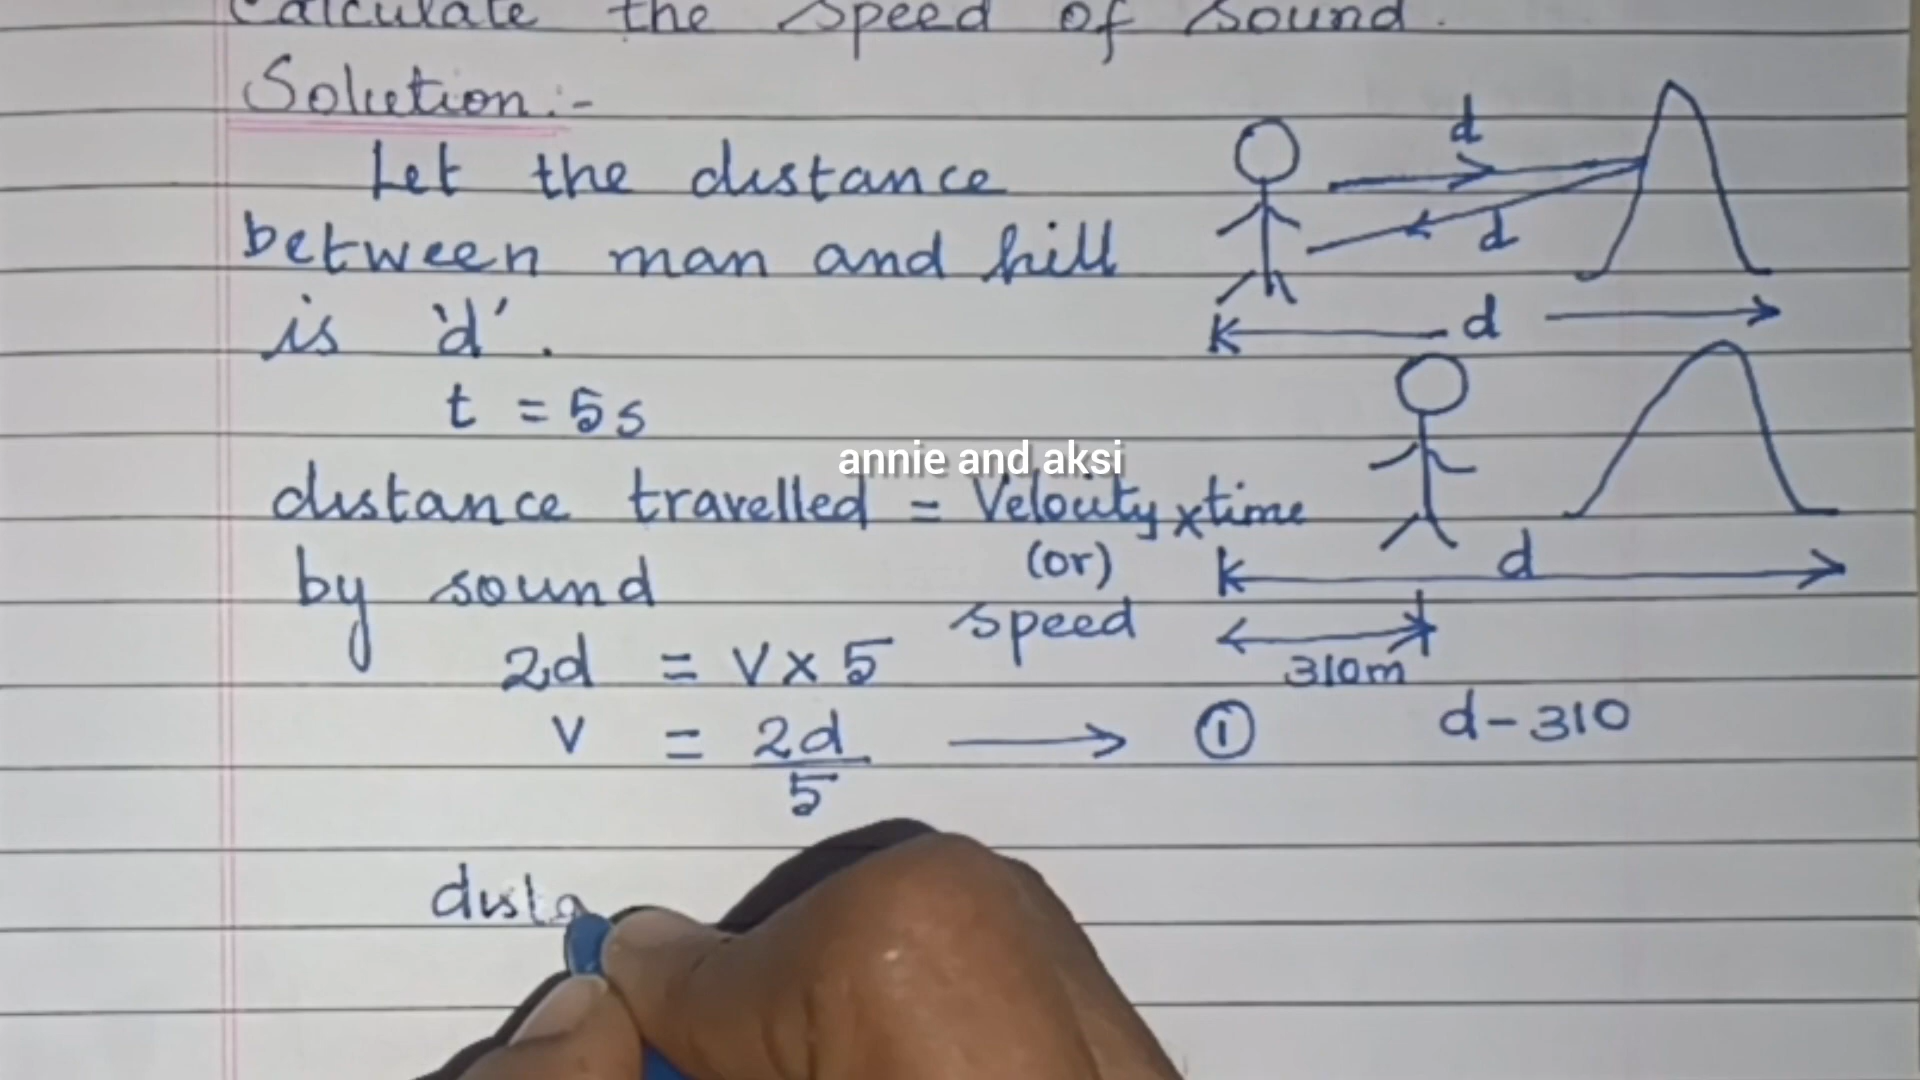 Calculate the speed of sound.
Solution:-
Let the distance
between man and hill
is 'd'.
t = 5s
distance travelled = Velocity × time
by sound (or)
speed
2d = V × 5
V = 2d/5 → ①
dista
d
d
d
d
310m
d - 310
annie and aksi